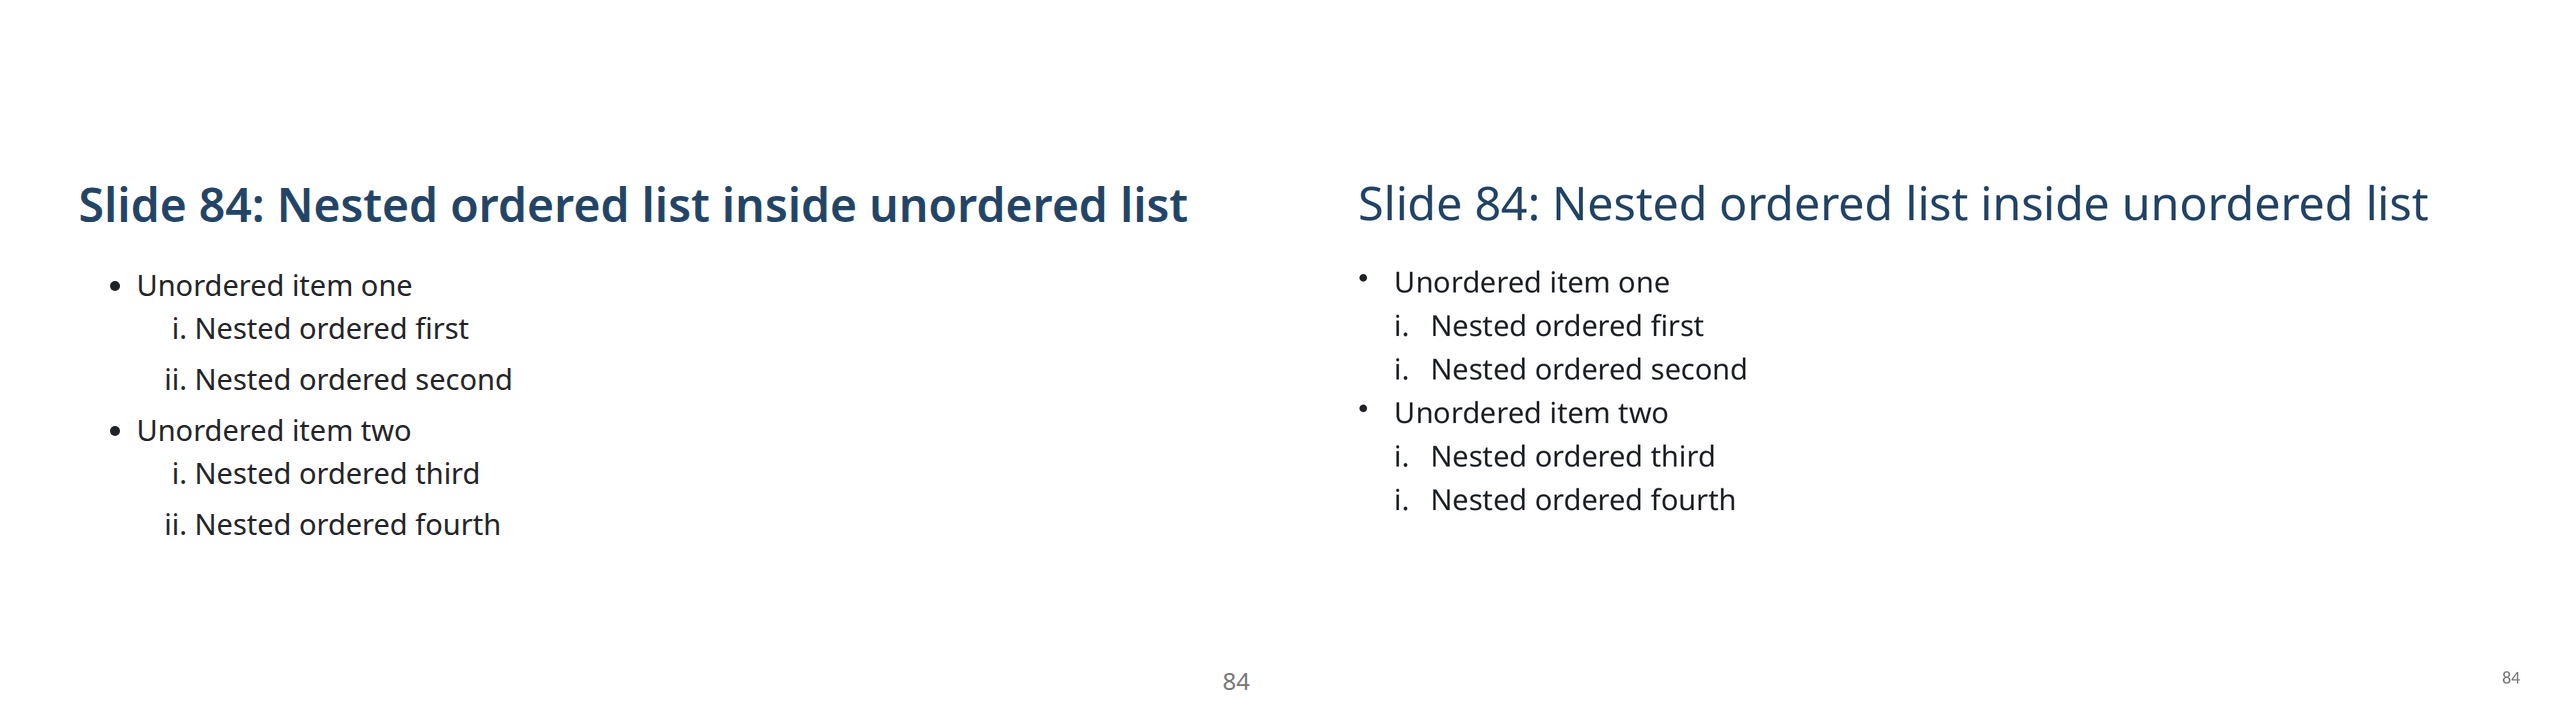 Slide 84: Nested ordered list inside unordered list
• Unordered item one
i. Nested ordered first
ii. Nested ordered second
• Unordered item two
i. Nested ordered third
ii. Nested ordered fourth
84
Slide 84: Nested ordered list inside unordered list
• Unordered item one
i. Nested ordered first
i. Nested ordered second
• Unordered item two
i. Nested ordered third
i. Nested ordered fourth
84